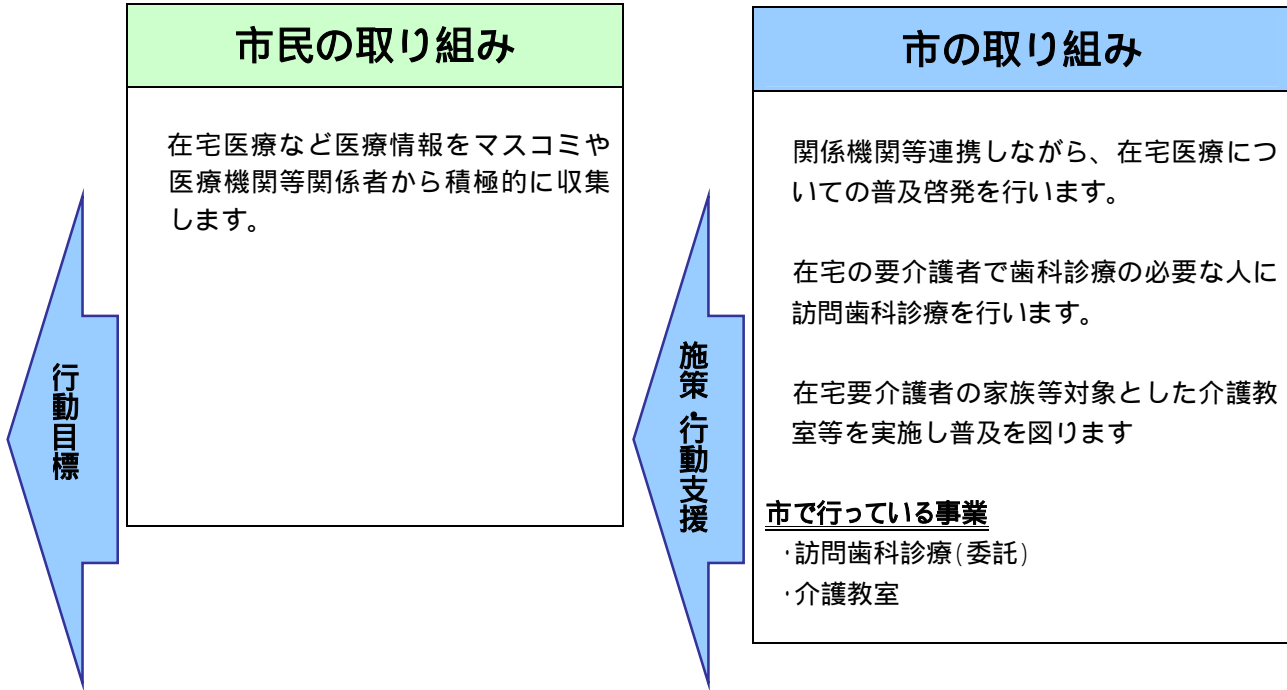 市民の取り組み
在宅医療など医療情報をマスコミや
医療機関等関係者から積極的に収集
します。
行動目標
市の取り組み
関係機関等連携しながら、在宅医療につ
いての普及啓発を行います。
在宅の要介護者で歯科診療の必要な人に
訪問歯科診療を行います。
在宅要介護者の家族等対象とした介護教
室等を実施し普及を図ります
市で行っている事業
・訪問歯科診療(委託)
・介護教室
施策・行動支援